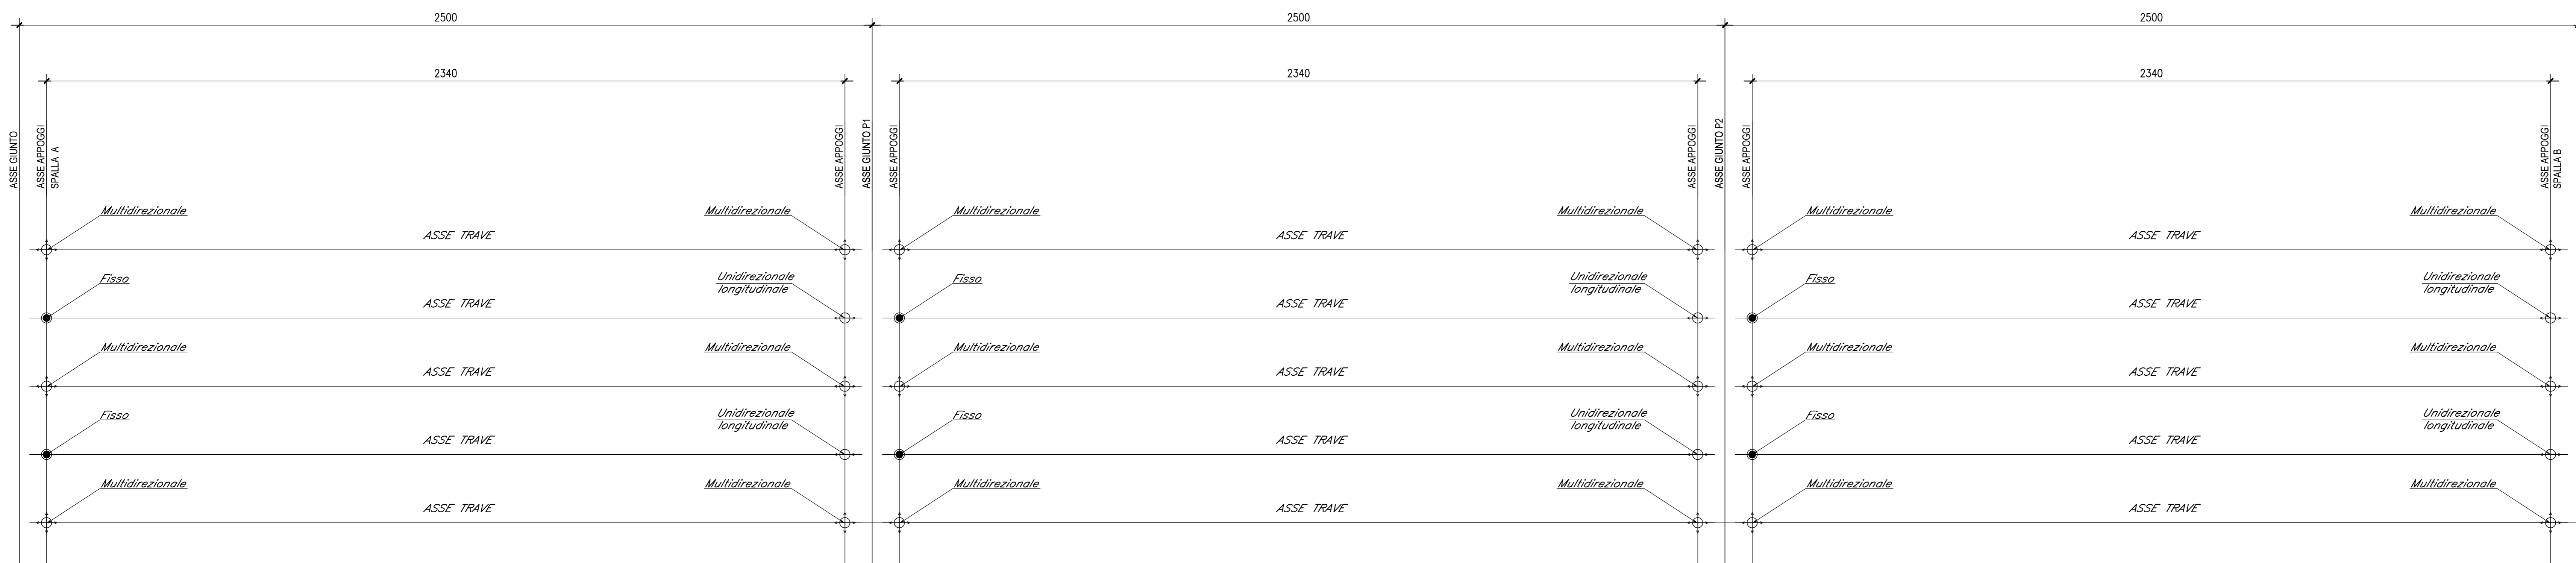 2500
2500
2500
2340
2340
2340
ASSE GIUNTO
ASSE APPOGGI
SPALLA A
ASSE APPOGGI
ASSE GIUNTO P1
ASSE APPOGGI
ASSE APPOGGI
ASSE GIUNTO P2
ASSE APPOGGI
ASSE APPOGGI
SPALLA B
Multidirezionale
Multidirezionale
Multidirezionale
Multidirezionale
Multidirezionale
Multidirezionale
ASSE TRAVE
ASSE TRAVE
ASSE TRAVE
Fisso
Unidirezionale
longitudinale
Fisso
Unidirezionale
longitudinale
Fisso
Unidirezionale
longitudinale
ASSE TRAVE
ASSE TRAVE
ASSE TRAVE
Multidirezionale
Multidirezionale
Multidirezionale
Multidirezionale
Multidirezionale
Multidirezionale
ASSE TRAVE
ASSE TRAVE
ASSE TRAVE
Fisso
Unidirezionale
longitudinale
Fisso
Unidirezionale
longitudinale
Fisso
Unidirezionale
longitudinale
ASSE TRAVE
ASSE TRAVE
ASSE TRAVE
Multidirezionale
Multidirezionale
Multidirezionale
Multidirezionale
Multidirezionale
Multidirezionale
ASSE TRAVE
ASSE TRAVE
ASSE TRAVE